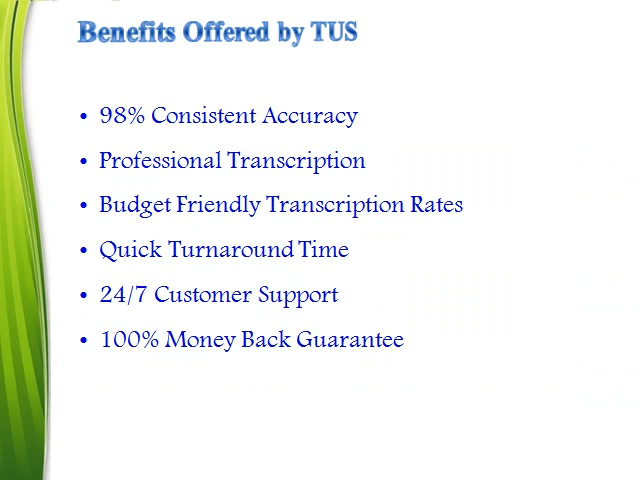 Benefits Offered by TUS
• 98% Consistent Accuracy
• Professional Transcription
• Budget Friendly Transcription Rates
• Quick Turnaround Time
• 24/7 Customer Support
• 100% Money Back Guarantee